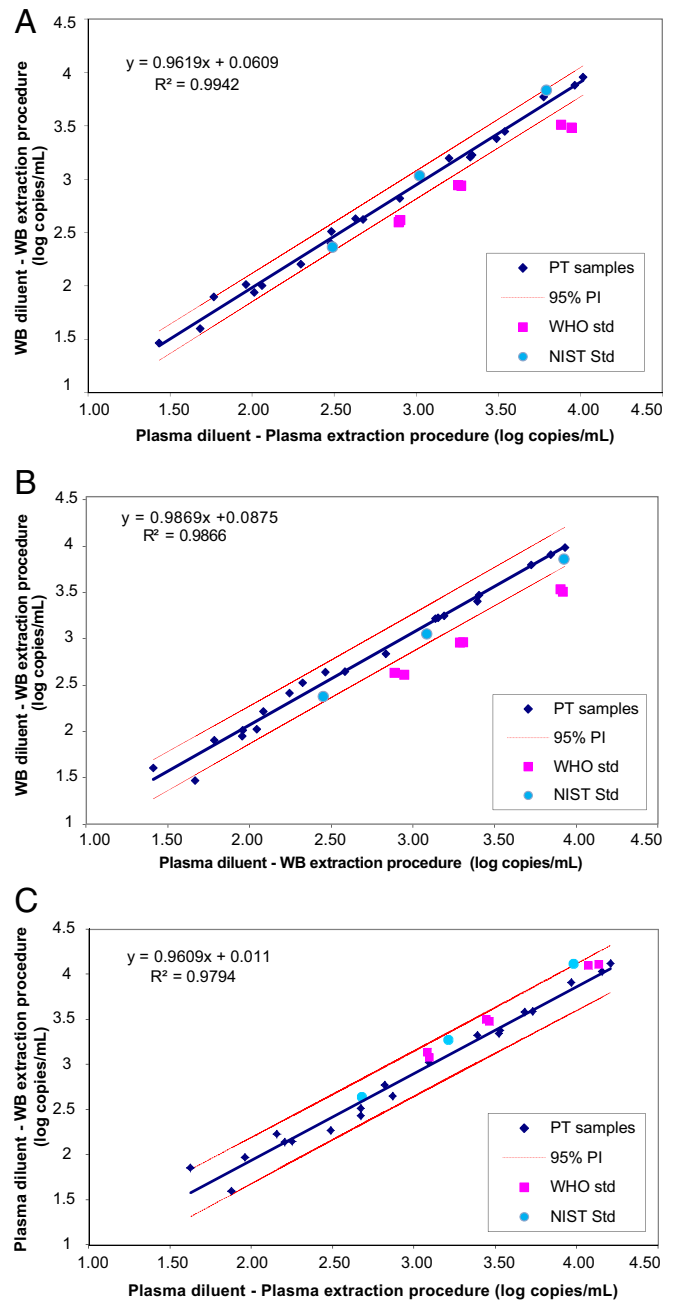 A
WB diluent - WB extraction procedure
(log copies/mL)
4.5
4
3.5
3
2.5
2
1.5
1
y = 0.9619x + 0.0609
R² = 0.9942
PT samples
95% PI
WHO std
NIST Std
1.00 1.50 2.00 2.50 3.00 3.50 4.00 4.50
Plasma diluent - Plasma extraction procedure (log copies/mL)
B
WB diluent - WB extraction procedure
(log copies/mL)
4.5
4
3.5
3
2.5
2
1.5
1
y = 0.9869x +0.0875
R² = 0.9866
PT samples
95% PI
WHO std
NIST Std
1.00 1.50 2.00 2.50 3.00 3.50 4.00 4.50
Plasma diluent - WB extraction procedure (log copies/mL)
C
Plasma diluent - WB extraction procedure
(log copies/mL)
4.5
4
3.5
3
2.5
2
1.5
1
y = 0.9609x + 0.011
R² = 0.9794
PT samples
95% PI
WHO std
NIST Std
1.00 1.50 2.00 2.50 3.00 3.50 4.00 4.50
Plasma diluent - Plasma extraction procedure (log copies/mL)